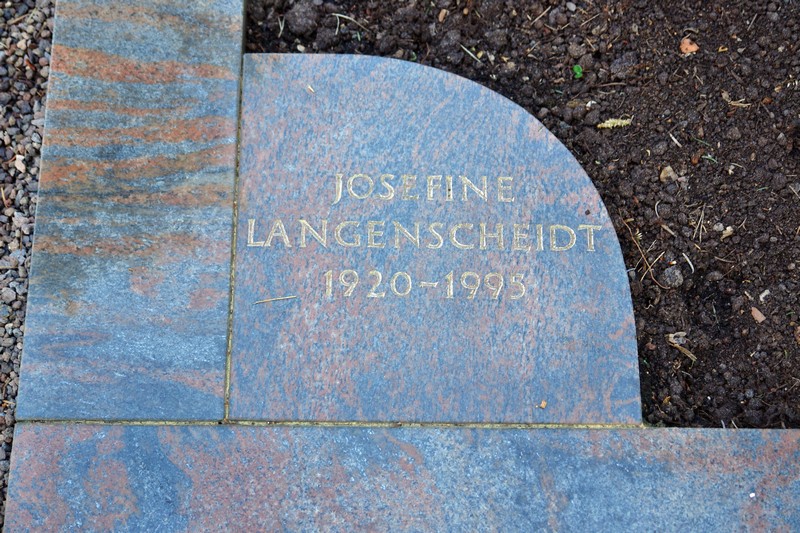 JOSEFINE
LANGENSCHEIDT
1920-1995